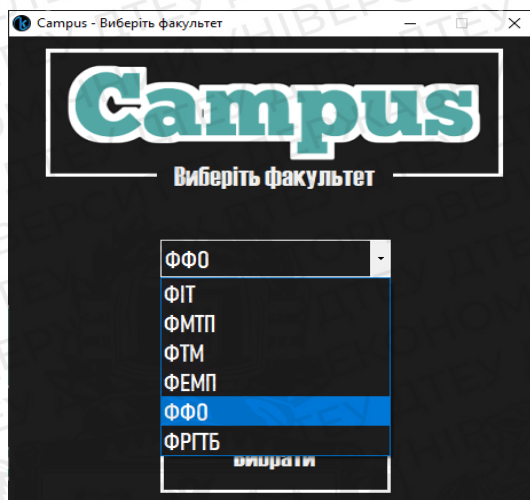 Campus - Виберіть факультет
Campus
Виберіть факультет
ФФО
ФІТ
ФМТП
ФТМ
ФЕМП
ФФО
ФРГТБ
Вибрати